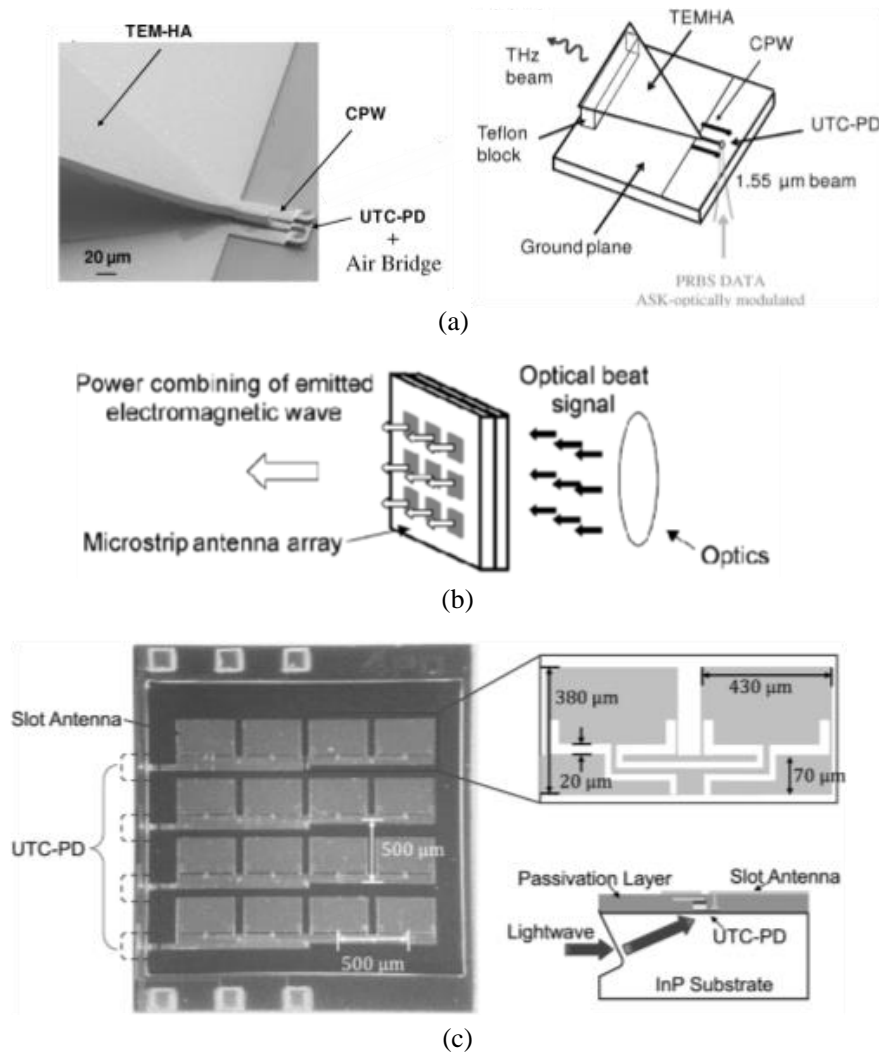 TEM-HA
CPW
UTC-PD
+
Air Bridge
20 µm
TEMHA
THz
beam
CPW
UTC-PD
Teflon
block
1.55 µm beam
Ground plane
PRBS DATA
ASK-optically modulated
(a)
Power combining of emitted
electromagnetic wave
Optical beat
signal
Microstrip antenna array
Optics
(b)
Slot Antenna
UTC-PD
500 µm
500 µm
380 µm
430 µm
20 µm
70 µm
Passivation Layer
Slot Antenna
Lightwave
UTC-PD
InP Substrate
(c)